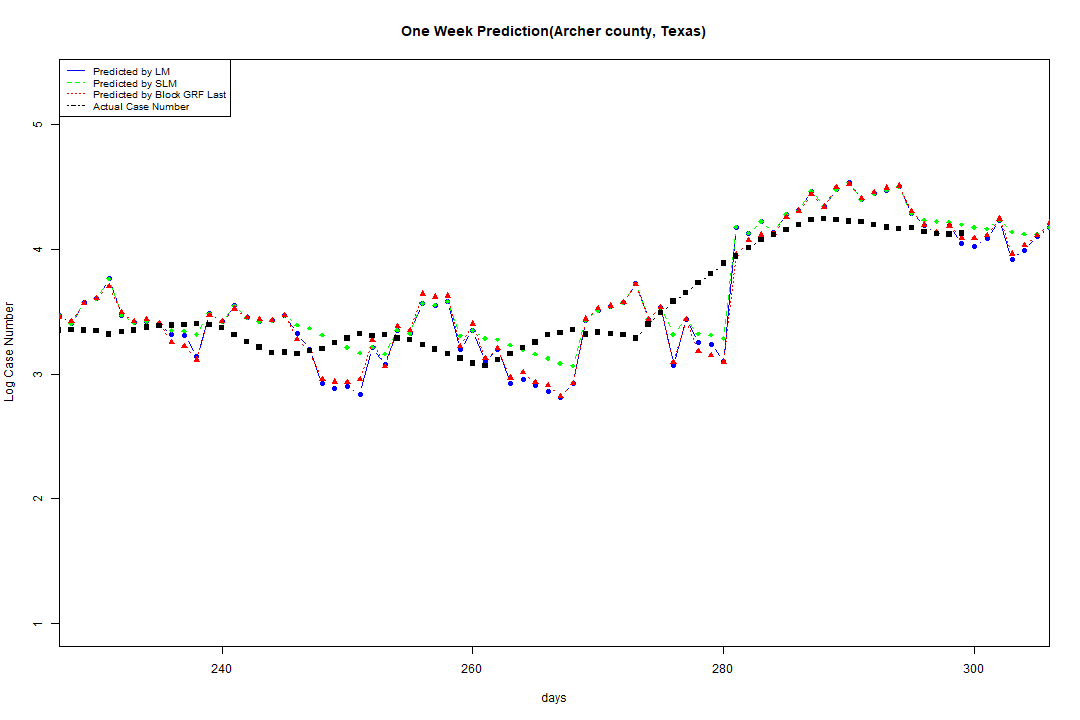 One Week Prediction(Archer county, Texas)
Predicted by LM
Predicted by SLM
Predicted by Block GRF Last
Actual Case Number
5
4
3
2
1
Log Case Number
240
260
280
300
days